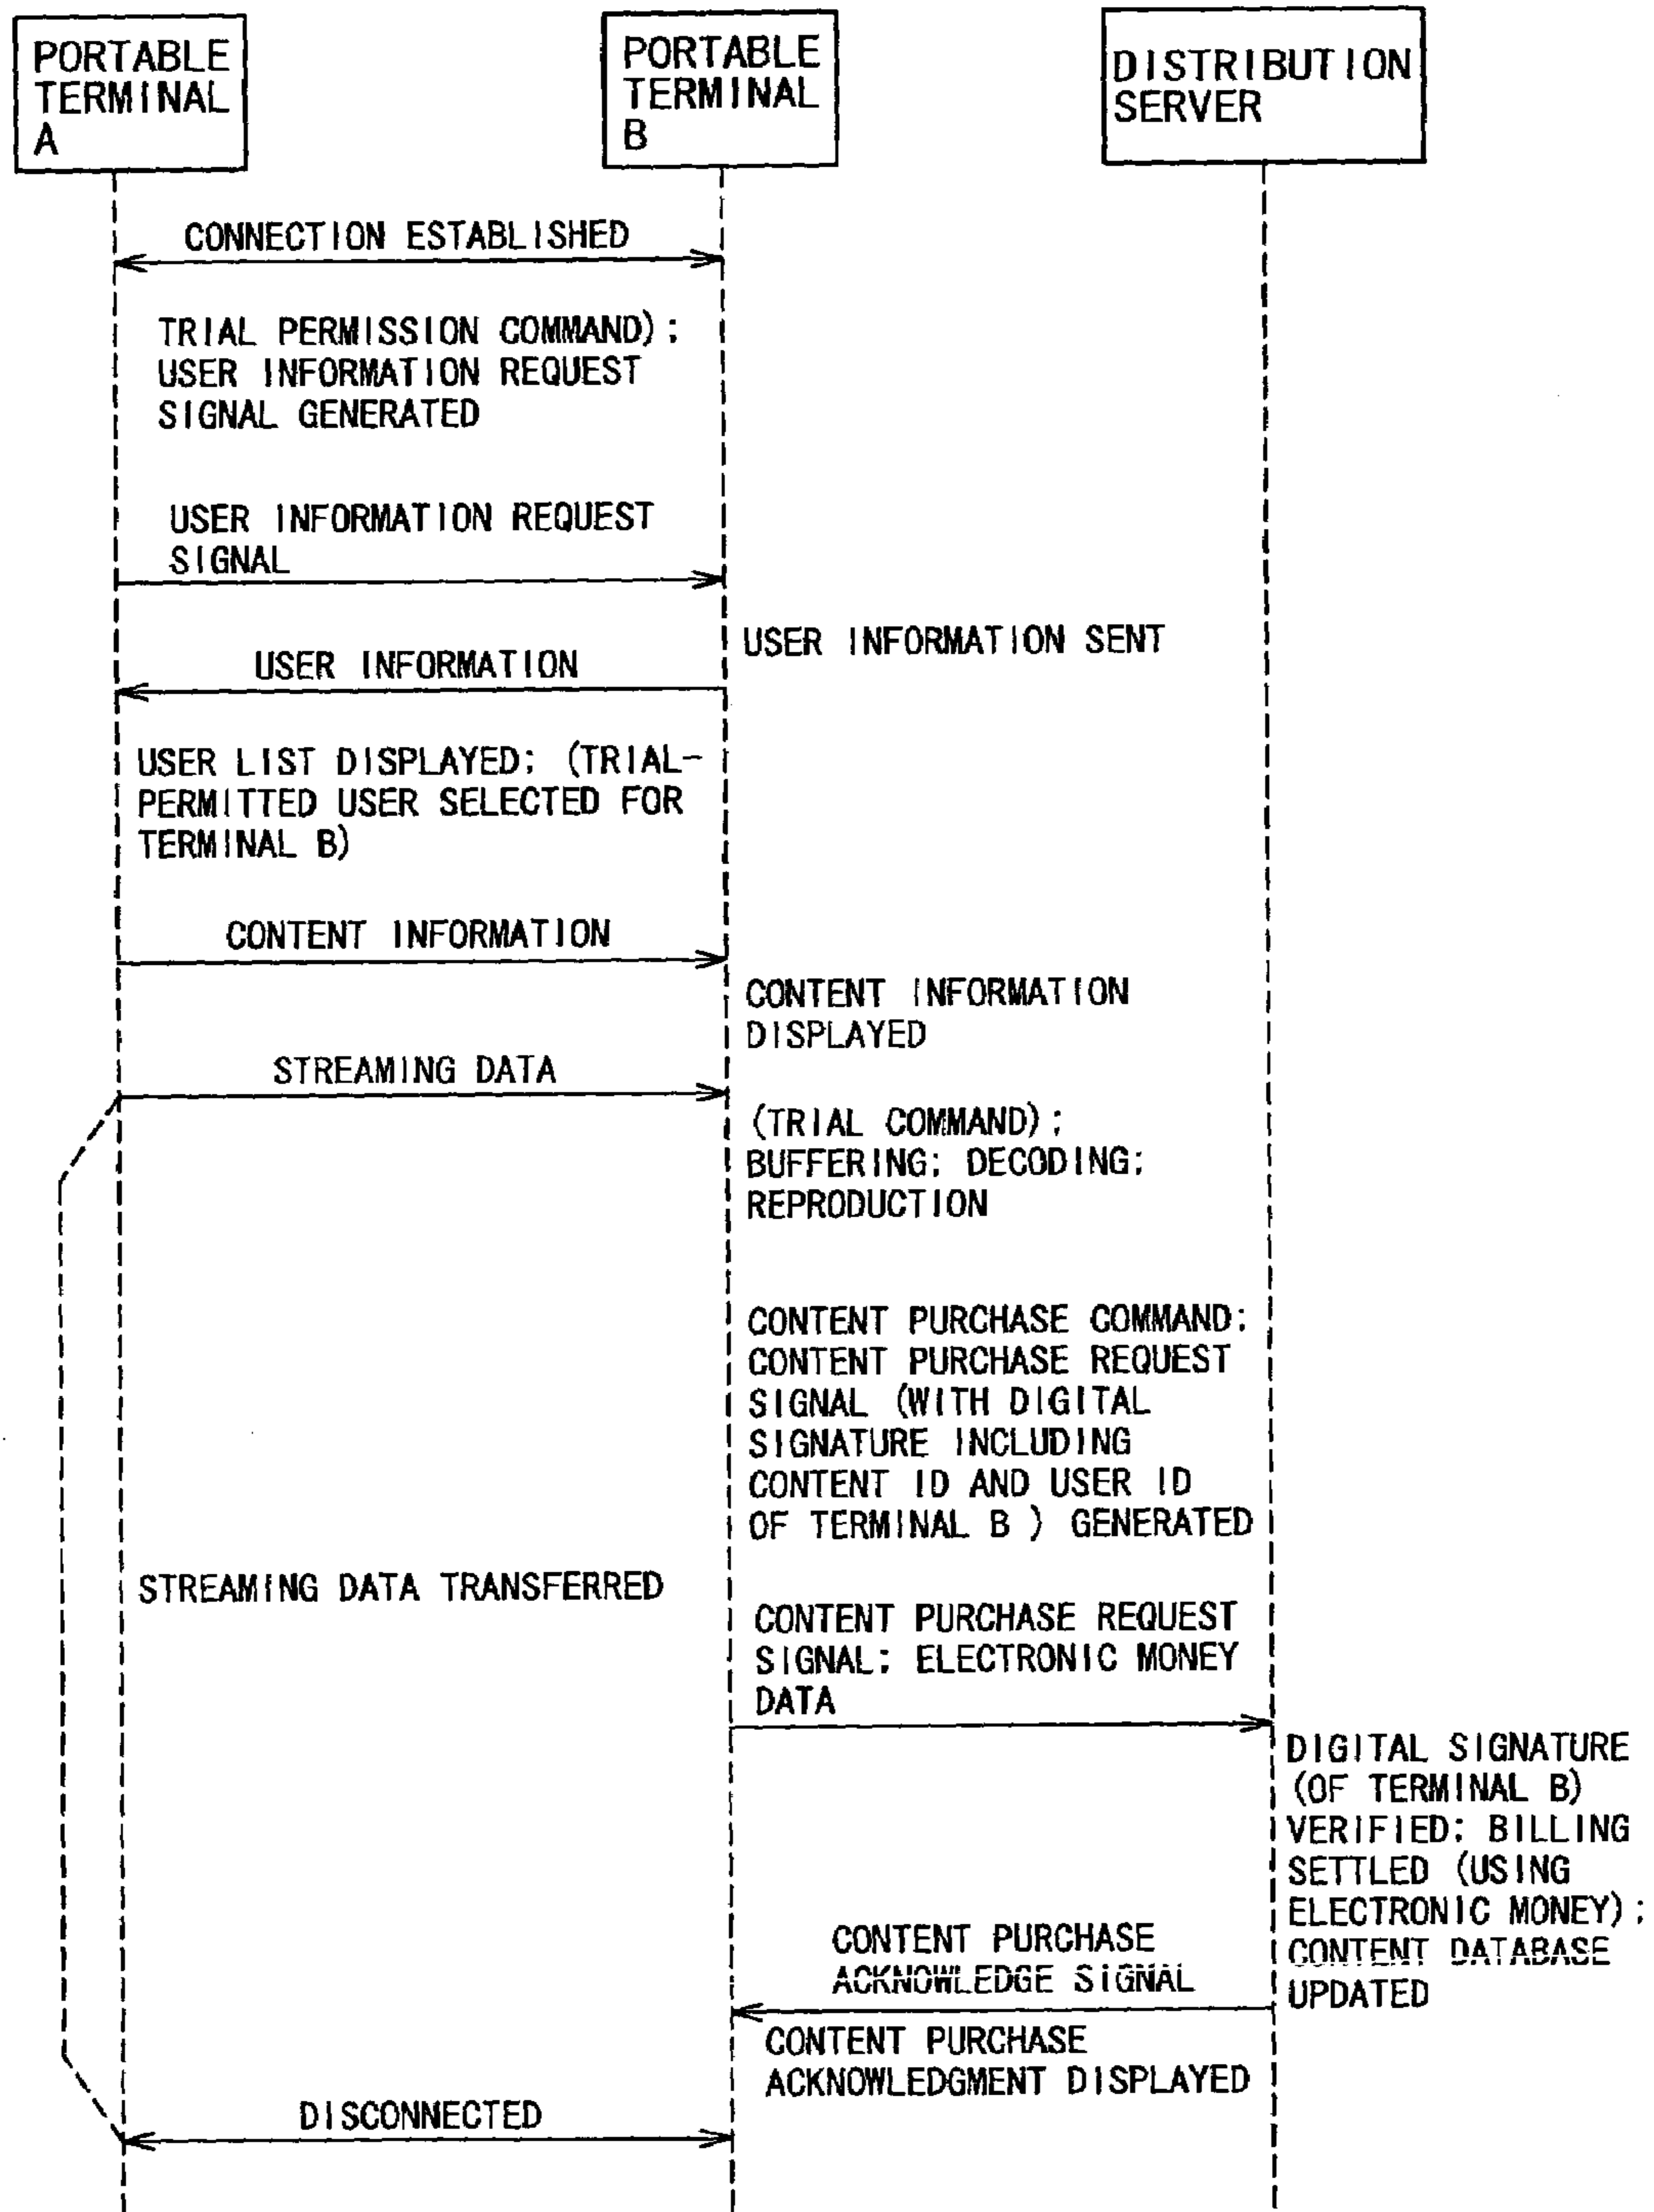 PORTABLE
TERMINAL
A
PORTABLE
TERMINAL
B
DISTRIBUTION
SERVER
CONNECTION ESTABLISHED
TRIAL PERMISSION COMMAND);
USER INFORMATION REQUEST
SIGNAL GENERATED
USER INFORMATION REQUEST
SIGNAL
USER INFORMATION SENT
USER INFORMATION
USER LIST DISPLAYED; (TRIAL-
PERMITTED USER SELECTED FOR
TERMINAL B)
CONTENT INFORMATION
CONTENT INFORMATION
DISPLAYED
STREAMING DATA
(TRIAL COMMAND);
BUFFERING; DECODING;
REPRODUCTION
CONTENT PURCHASE COMMAND;
CONTENT PURCHASE REQUEST
SIGNAL (WITH DIGITAL
SIGNATURE INCLUDING
CONTENT ID AND USER ID
OF TERMINAL B ) GENERATED
STREAMING DATA TRANSFERRED
CONTENT PURCHASE REQUEST
SIGNAL; ELECTRONIC MONEY
DATA
DIGITAL SIGNATURE
(OF TERMINAL B)
VERIFIED; BILLING
SETTLED (USING
ELECTRONIC MONEY);
CONTENT DATABASE
UPDATED
CONTENT PURCHASE
ACKNOWLEDGE SIGNAL
CONTENT PURCHASE
ACKNOWLEDGMENT DISPLAYED
DISCONNECTED